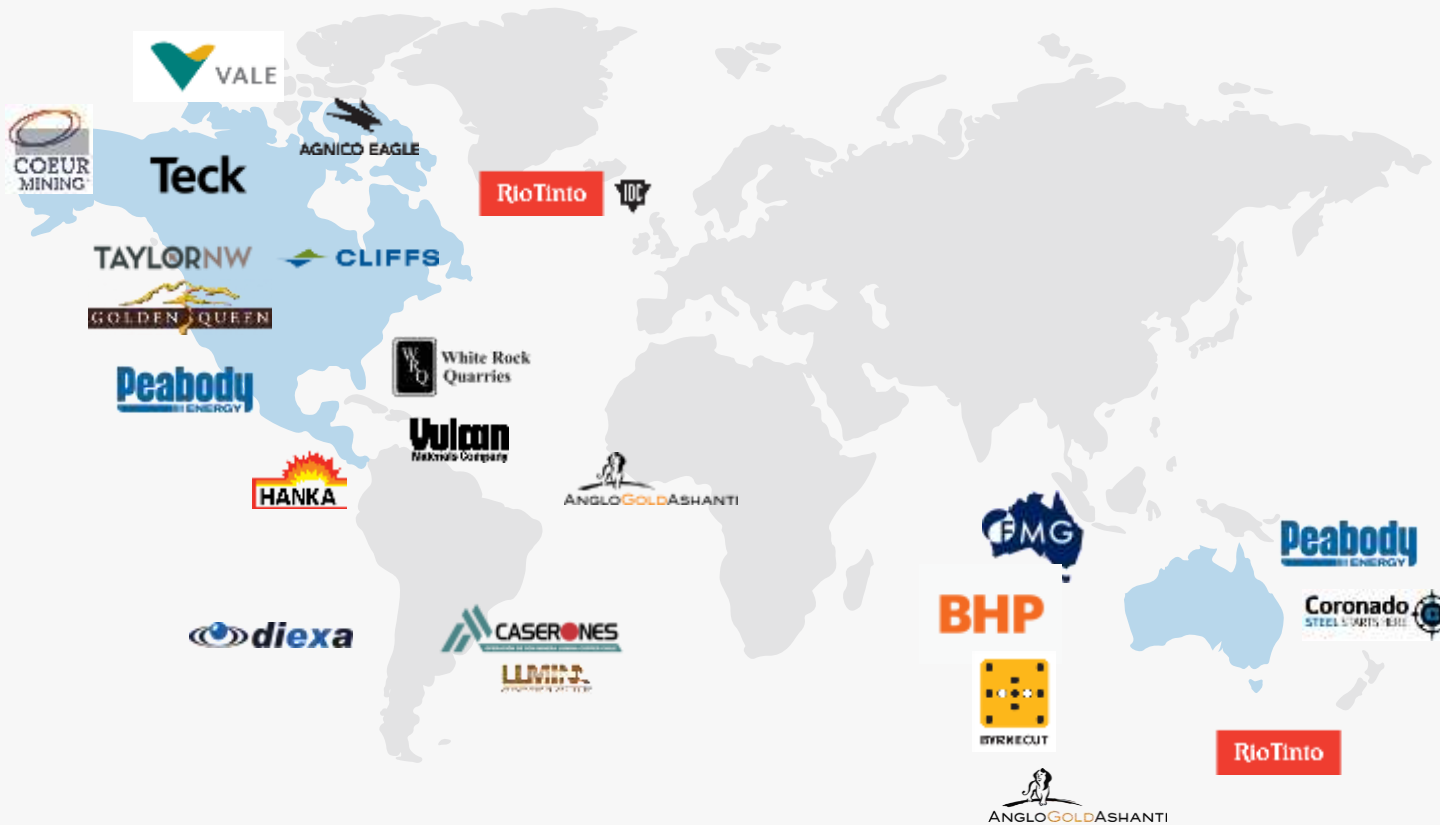 VALE
COEUR
MINING
AGNICO EAGLE
Teck
RioTinto
IOC
TAYLORNW
CLIFFS
GOLDEN QUEEN
WRQ
White Rock
Quarries
Peabody
ENERGY
Vulcan
Materials Company
HANKA
ANGLOGOLDASHANTI
FMG
Peabody
ENERGY
BHP
Coronado
STEEL STARTS HERE
diexa
CASERONES
BYRNECUT
RioTinto
ANGLOGOLDASHANTI